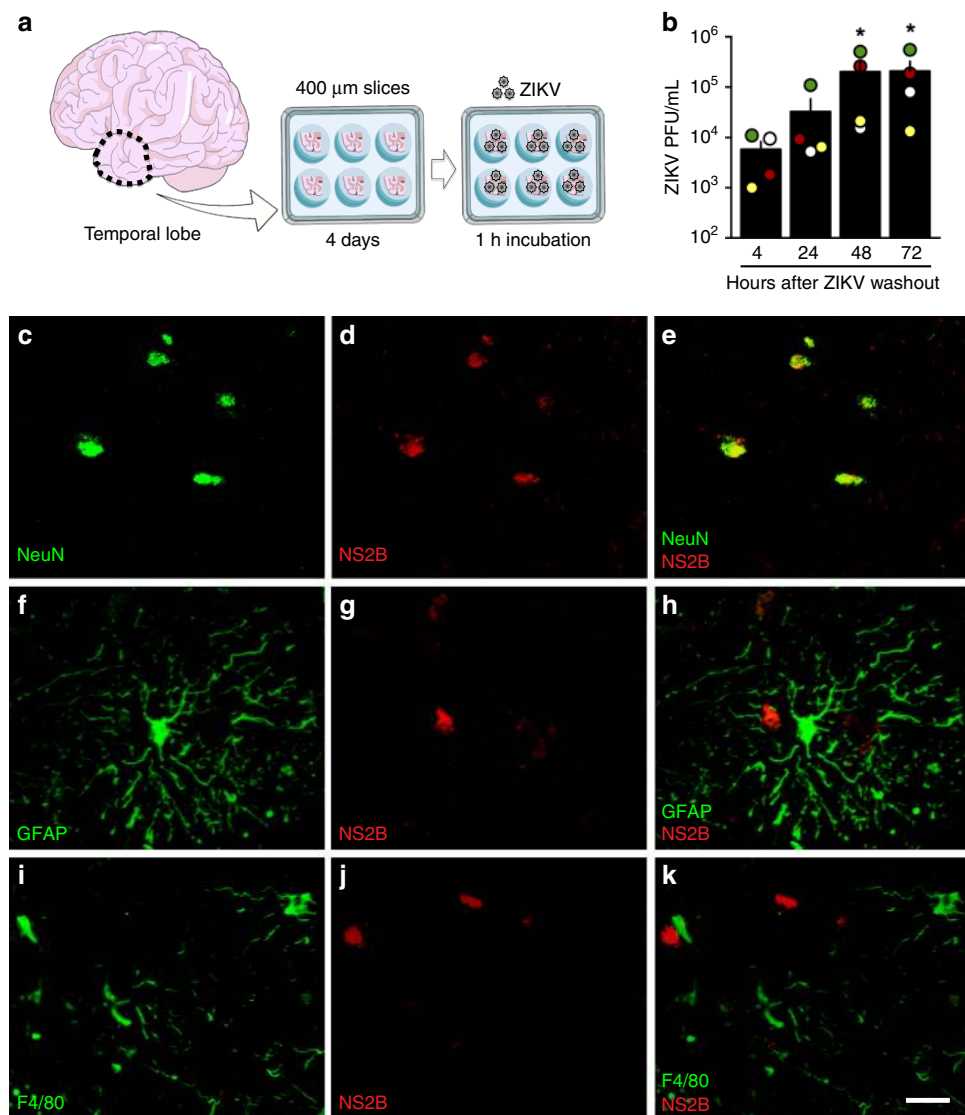 a
400 μm slices
ZIKV
Temporal lobe
4 days
1 h incubation
b
ZIKV PFU/mL
10⁶
10⁵
10⁴
10³
10²
*
*
4 24 48 72
Hours after ZIKV washout
c
NeuN
d
NS2B
e
NeuN
NS2B
f
GFAP
g
NS2B
h
GFAP
NS2B
i
F4/80
j
NS2B
k
F4/80
NS2B